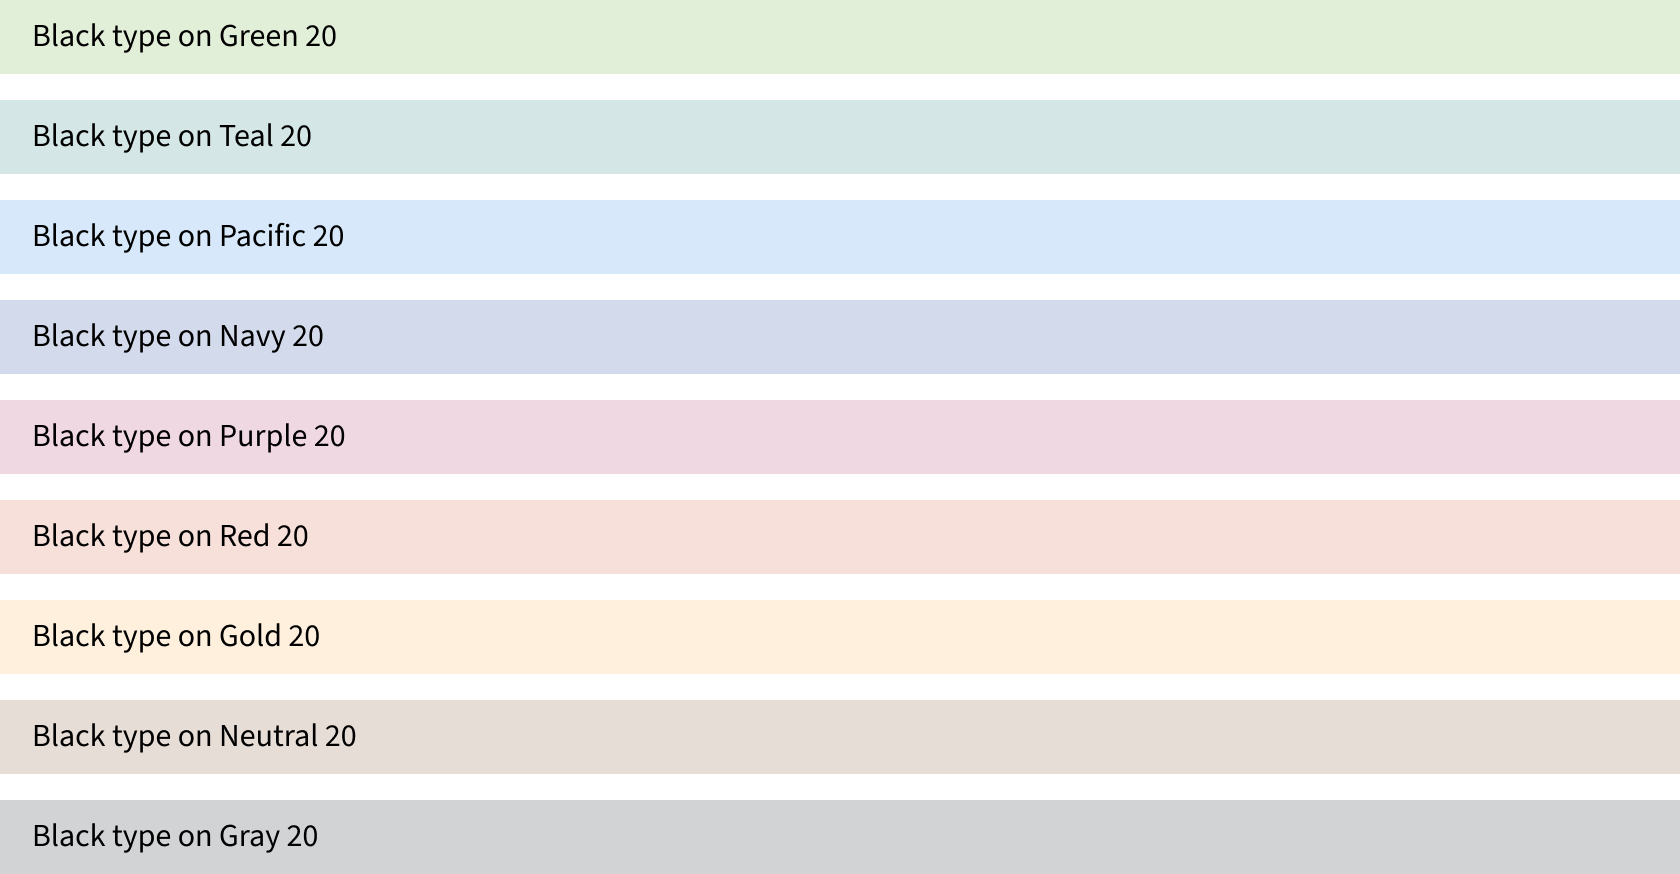 Black type on Green 20
Black type on Teal 20
Black type on Pacific 20
Black type on Navy 20
Black type on Purple 20
Black type on Red 20
Black type on Gold 20
Black type on Neutral 20
Black type on Gray 20